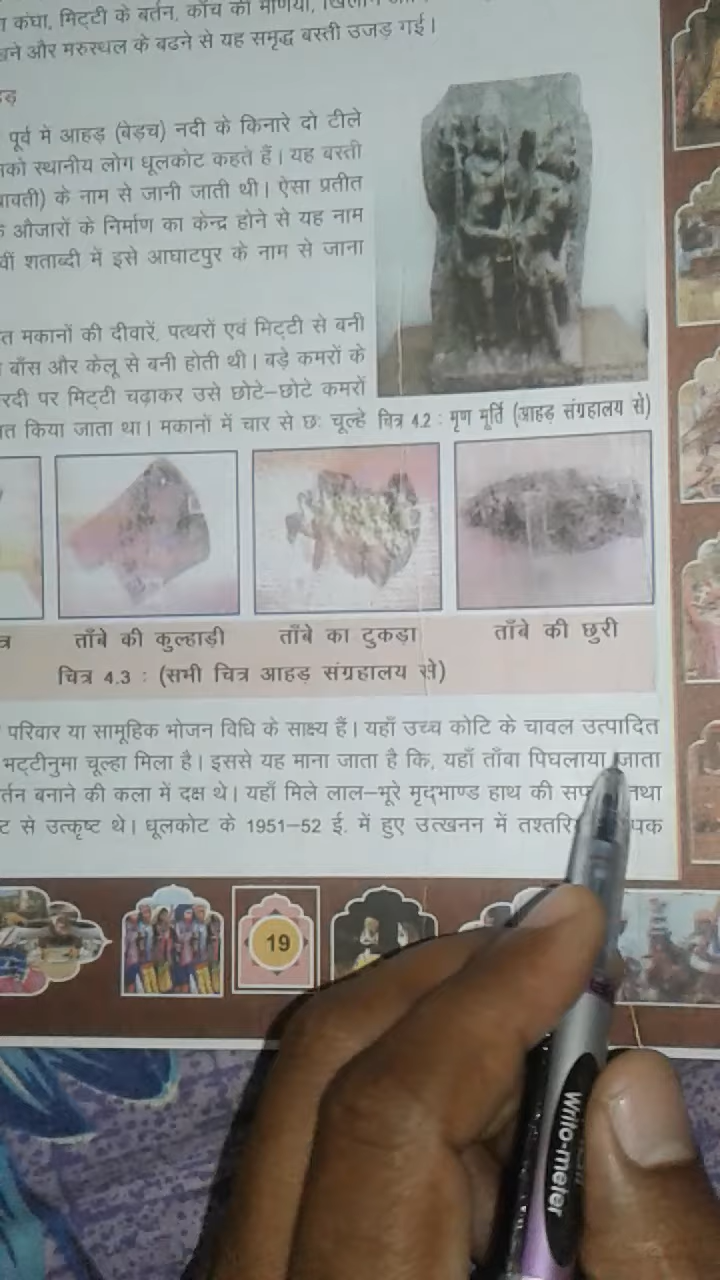 कंघा, मिट्टी के बर्तन, काँच की मणियाँ,
और मरुस्थल के बढने से यह समृद्ध बस्ती उजड़ गई।
पूर्व में आहड़ (बेड़च) नदी के किनारे दो टीले
स्थानीय लोग धूलकोट कहते हैं। यह बस्ती
के नाम से जानी जाती थी। ऐसा प्रतीत
औजारों के निर्माण का केन्द्र होने से यह नाम
शताब्दी में इसे आघाटपुर के नाम से जाना
मकानों की दीवारें, पत्थरों एवं मिट्टी से बनी
बाँस और केलू से बनी होती थी। बड़े कमरों के
पर मिट्टी चढ़ाकर उसे छोटे-छोटे कमरों
किया जाता था। मकानों में चार से छः चूल्हे
चित्र 4.2 : मृण मूर्ति (आहड़ संग्रहालय से)
ताँबे की कुल्हाड़ी ताँबे का टुकड़ा ताँबे की छुरी
चित्र 4.3 : (सभी चित्र आहड़ संग्रहालय से)
परिवार या सामूहिक भोजन विधि के साक्ष्य हैं। यहाँ उच्च कोटि के चावल उत्पादित
भट्टीनुमा चूल्हा मिला है। इससे यह माना जाता है कि, यहाँ ताँबा पिघलाया जाता
बनाने की कला में दक्ष थे। यहाँ मिले लाल-भूरे मृद्भाण्ड हाथ की तथा
से उत्कृष्ट थे। धूलकोट के 1951-52 ई. में हुए उत्खनन में
19
Writo-meter